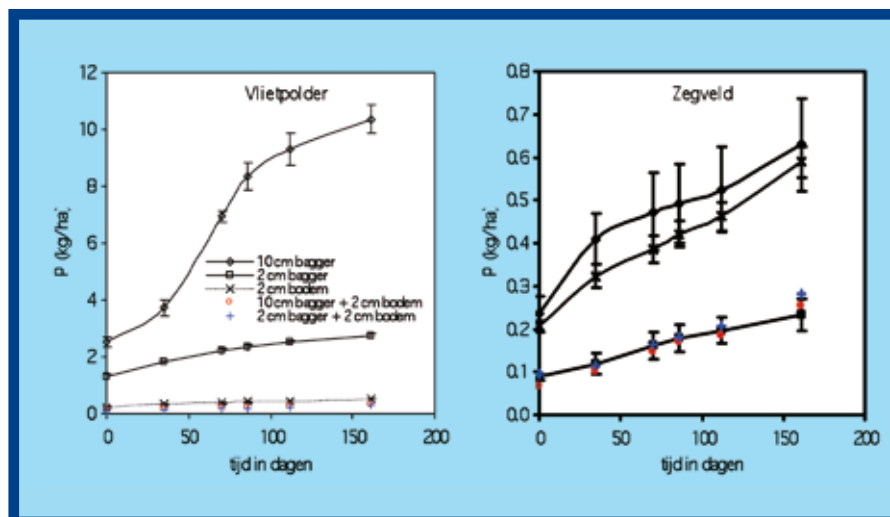 Vlietpolder
12
10
8
6
4
2
0
P (kg/ha)
10 cm bagger
2 cm bagger
2 cm bodem
10 cm bagger + 2 cm bodem
2 cm bagger + 2 cm bodem
0 50 100 150 200
tijd in dagen
Zegveld
0.8
0.7
0.6
0.5
0.4
0.3
0.2
0.1
0.0
P (kg/ha)
0 50 100 150 200
tijd in dagen